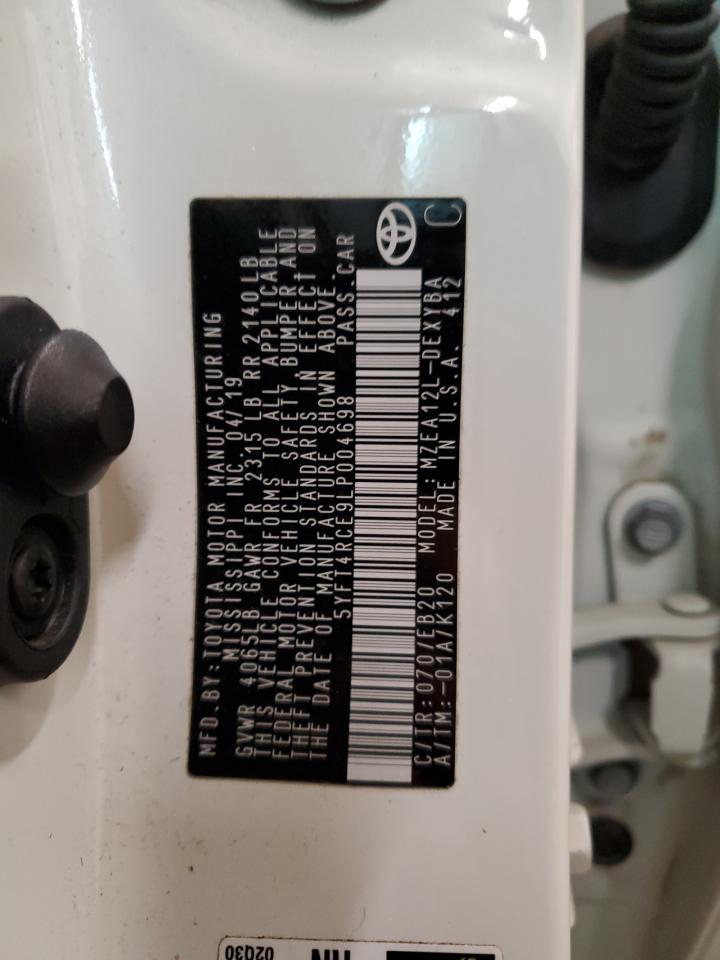 MFD.BY: TOYOTA MOTOR MANUFACTURING
MISSISSIPPI INC. 04/19
GVWR 4065LB GAWR FR 2315 LB RR 2140LB
THIS VEHICLE CONFORMS TO ALL APPLICABLE
FEDERAL MOTOR VEHICLE SAFETY, BUMPER AND
THEFT PREVENTION STANDARDS IN EFFECT ON
THE DATE OF MANUFACTURE SHOWN ABOVE.
5YFT4RCE9LP004698 PASS.CAR
C/TR:070/EB20 MODEL:MZEA12L-DEXYBA
A/TM:-01A/K120 MADE IN U.S.A. 412
C
02Q30